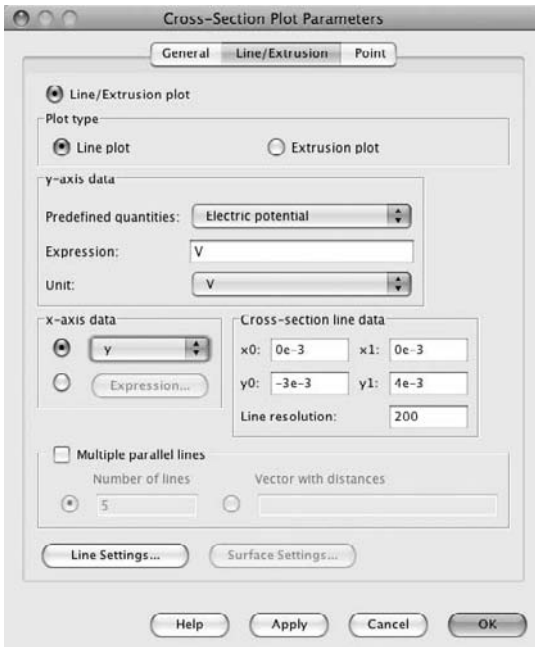 Cross-Section Plot Parameters
General Line/Extrusion Point
Line/Extrusion plot
Plot type
Line plot Extrusion plot
y-axis data
Predefined quantities: Electric potential
Expression: V
Unit: V
x-axis data
y
Expression...
Cross-section line data
x0: 0e-3 x1: 0e-3
y0: -3e-3 y1: 4e-3
Line resolution: 200
Multiple parallel lines
Number of lines Vector with distances
5
Line Settings... Surface Settings...
Help Apply Cancel OK